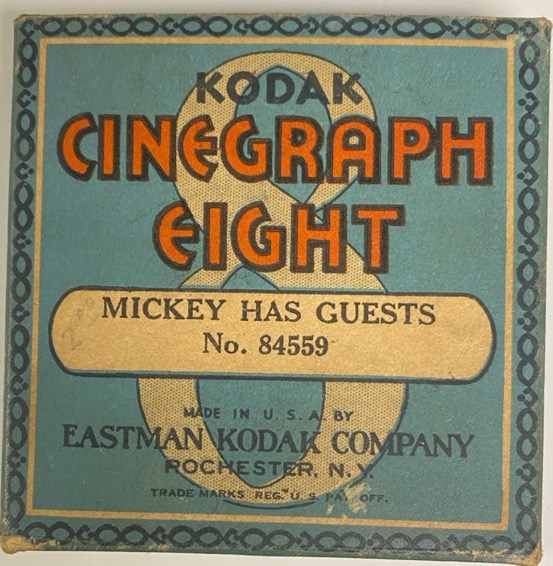 KODAK
CINEGRAPH
EIGHT
MICKEY HAS GUESTS
No. 84559
MADE IN U. S. A. BY
EASTMAN KODAK COMPANY
ROCHESTER, N. Y.
TRADE MARKS REG. U. S. PAT. OFF.